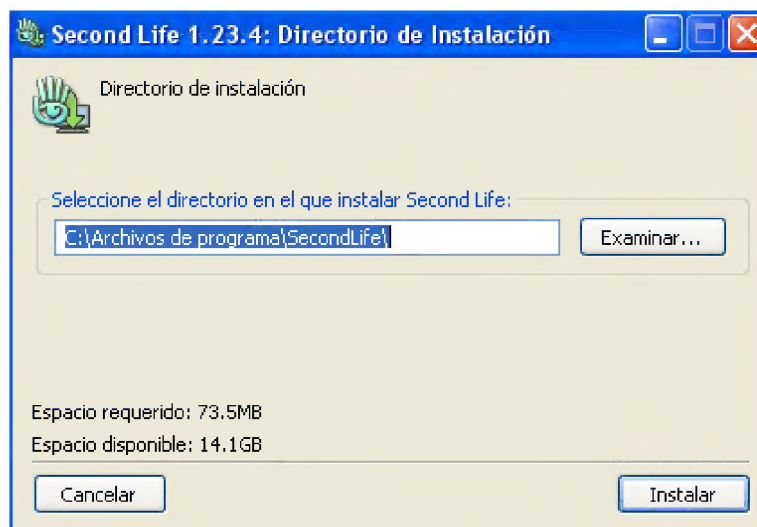 Second Life 1.23.4: Directorio de Instalación
Directorio de instalación
Seleccione el directorio en el que instalar Second Life:
C:\Archivos de programa\SecondLife\
Examinar...
Espacio requerido: 73.5MB
Espacio disponible: 14.1GB
Cancelar
Instalar